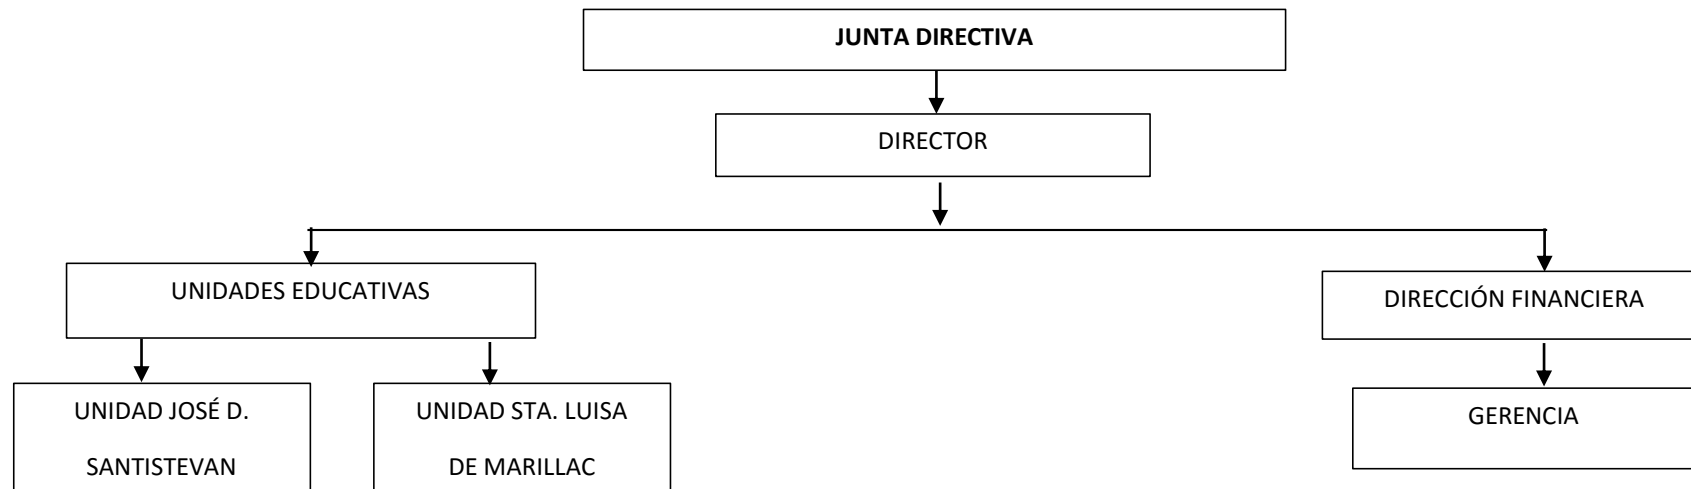 JUNTA DIRECTIVA
DIRECTOR
UNIDADES EDUCATIVAS
DIRECCIÓN FINANCIERA
UNIDAD JOSÉ D.
SANTISTEVAN
UNIDAD STA. LUISA
DE MARILLAC
GERENCIA